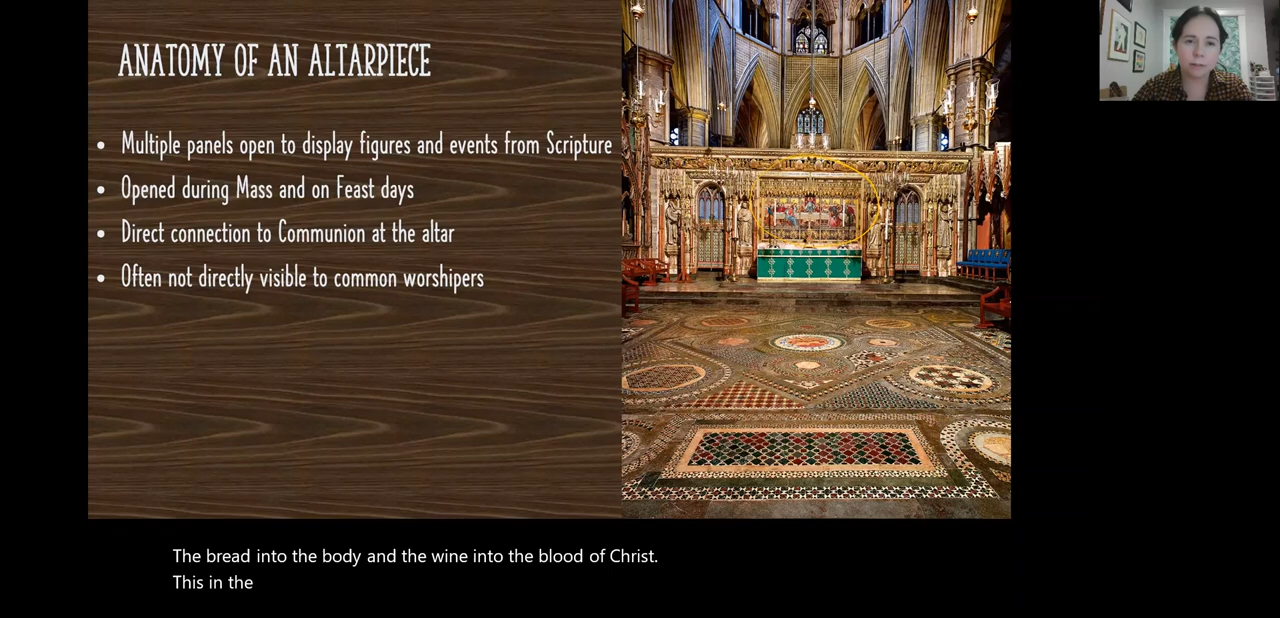 ANATOMY OF AN ALTARPIECE
• Multiple panels open to display figures and events from Scripture
• Opened during Mass and on Feast days
• Direct connection to Communion at the altar
• Often not directly visible to common worshipers
The bread into the body and the wine into the blood of Christ.
This in the